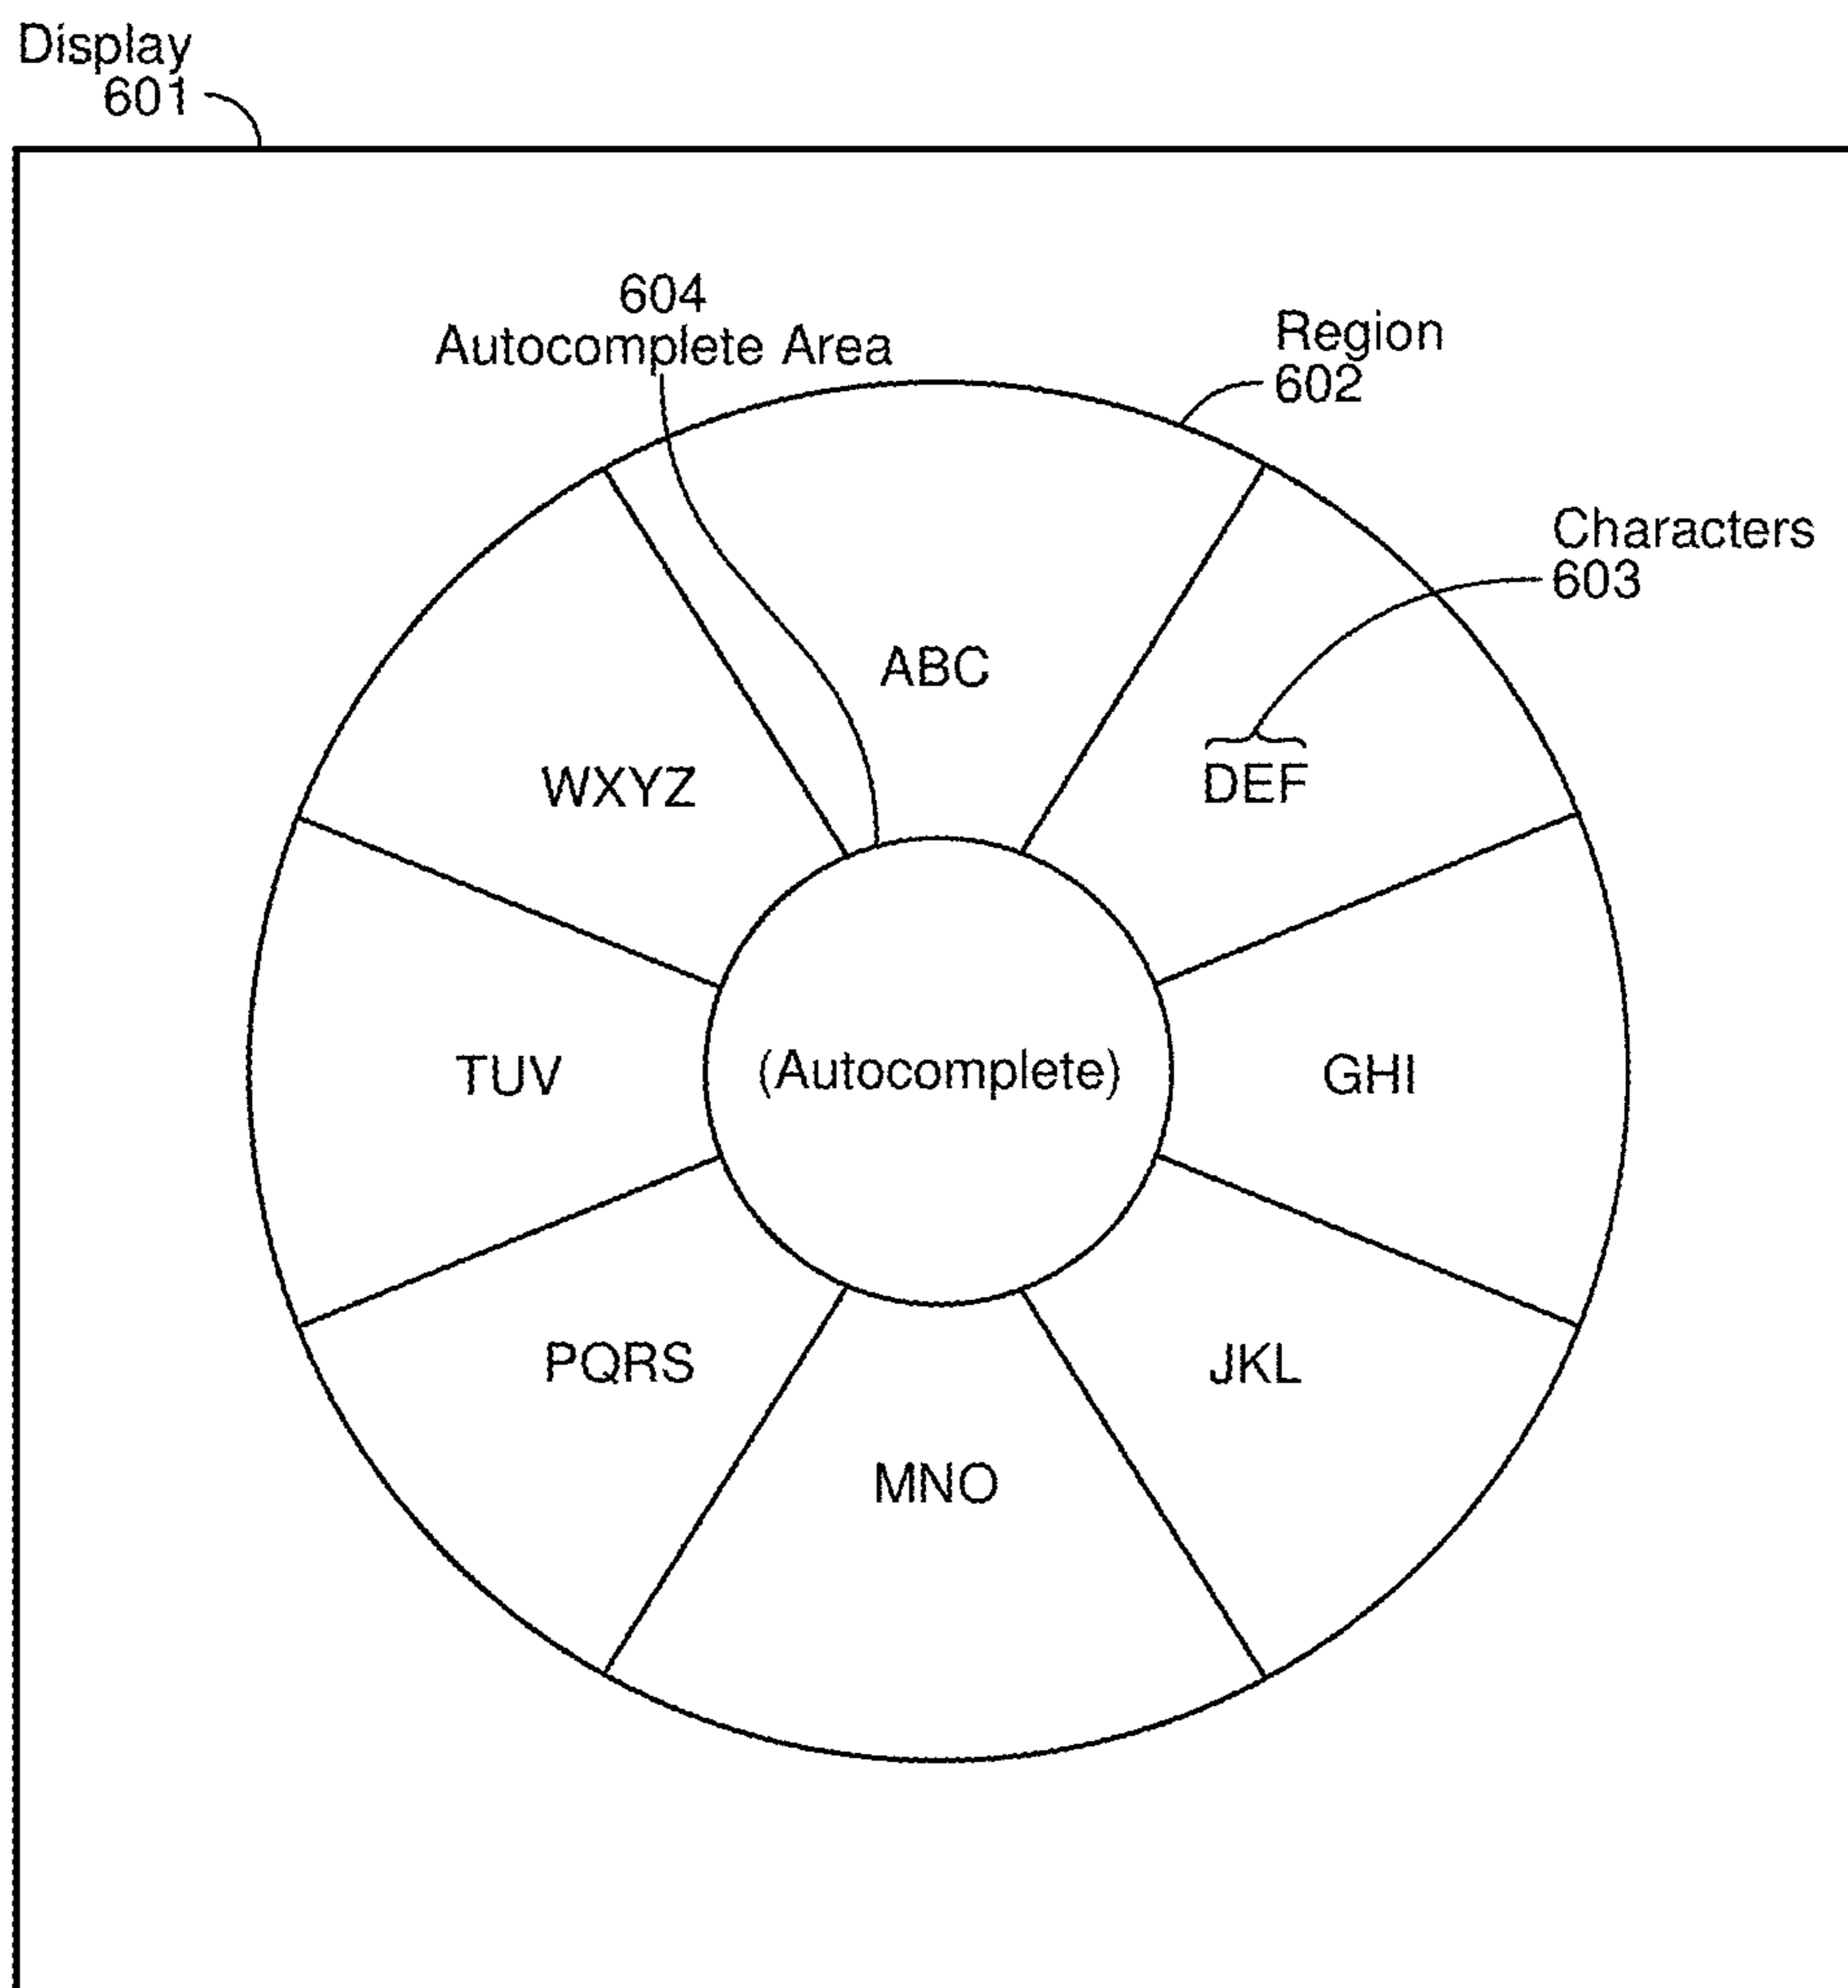 Display
601
604
Autocomplete Area
Region
602
Characters
603
ABC
DEF
WXYZ
TUV
(Autocomplete)
GHI
PQRS
JKL
MNO